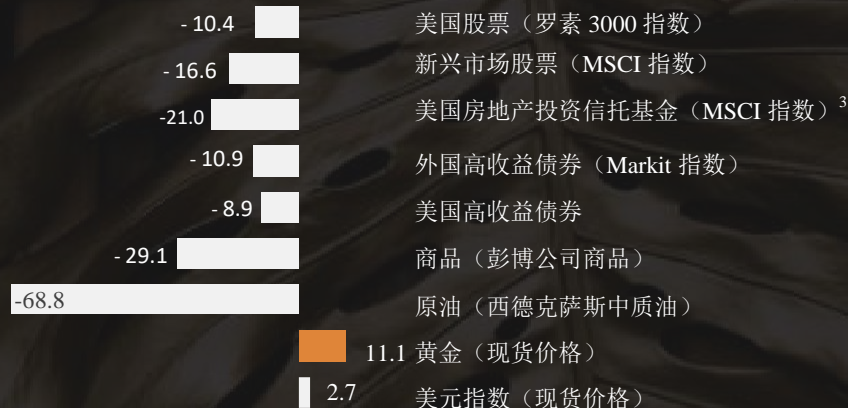 - 10.4 美国股票（罗素 3000 指数）
- 16.6 新兴市场股票（MSCI 指数）
-21.0 美国房地产投资信托基金（MSCI 指数）3
- 10.9 外国高收益债券（Markit 指数）
- 8.9 美国高收益债券
- 29.1 商品（彭博公司商品）
-68.8 原油（西德克萨斯中质油）
11.1 黄金（现货价格）
2.7 美元指数（现货价格）